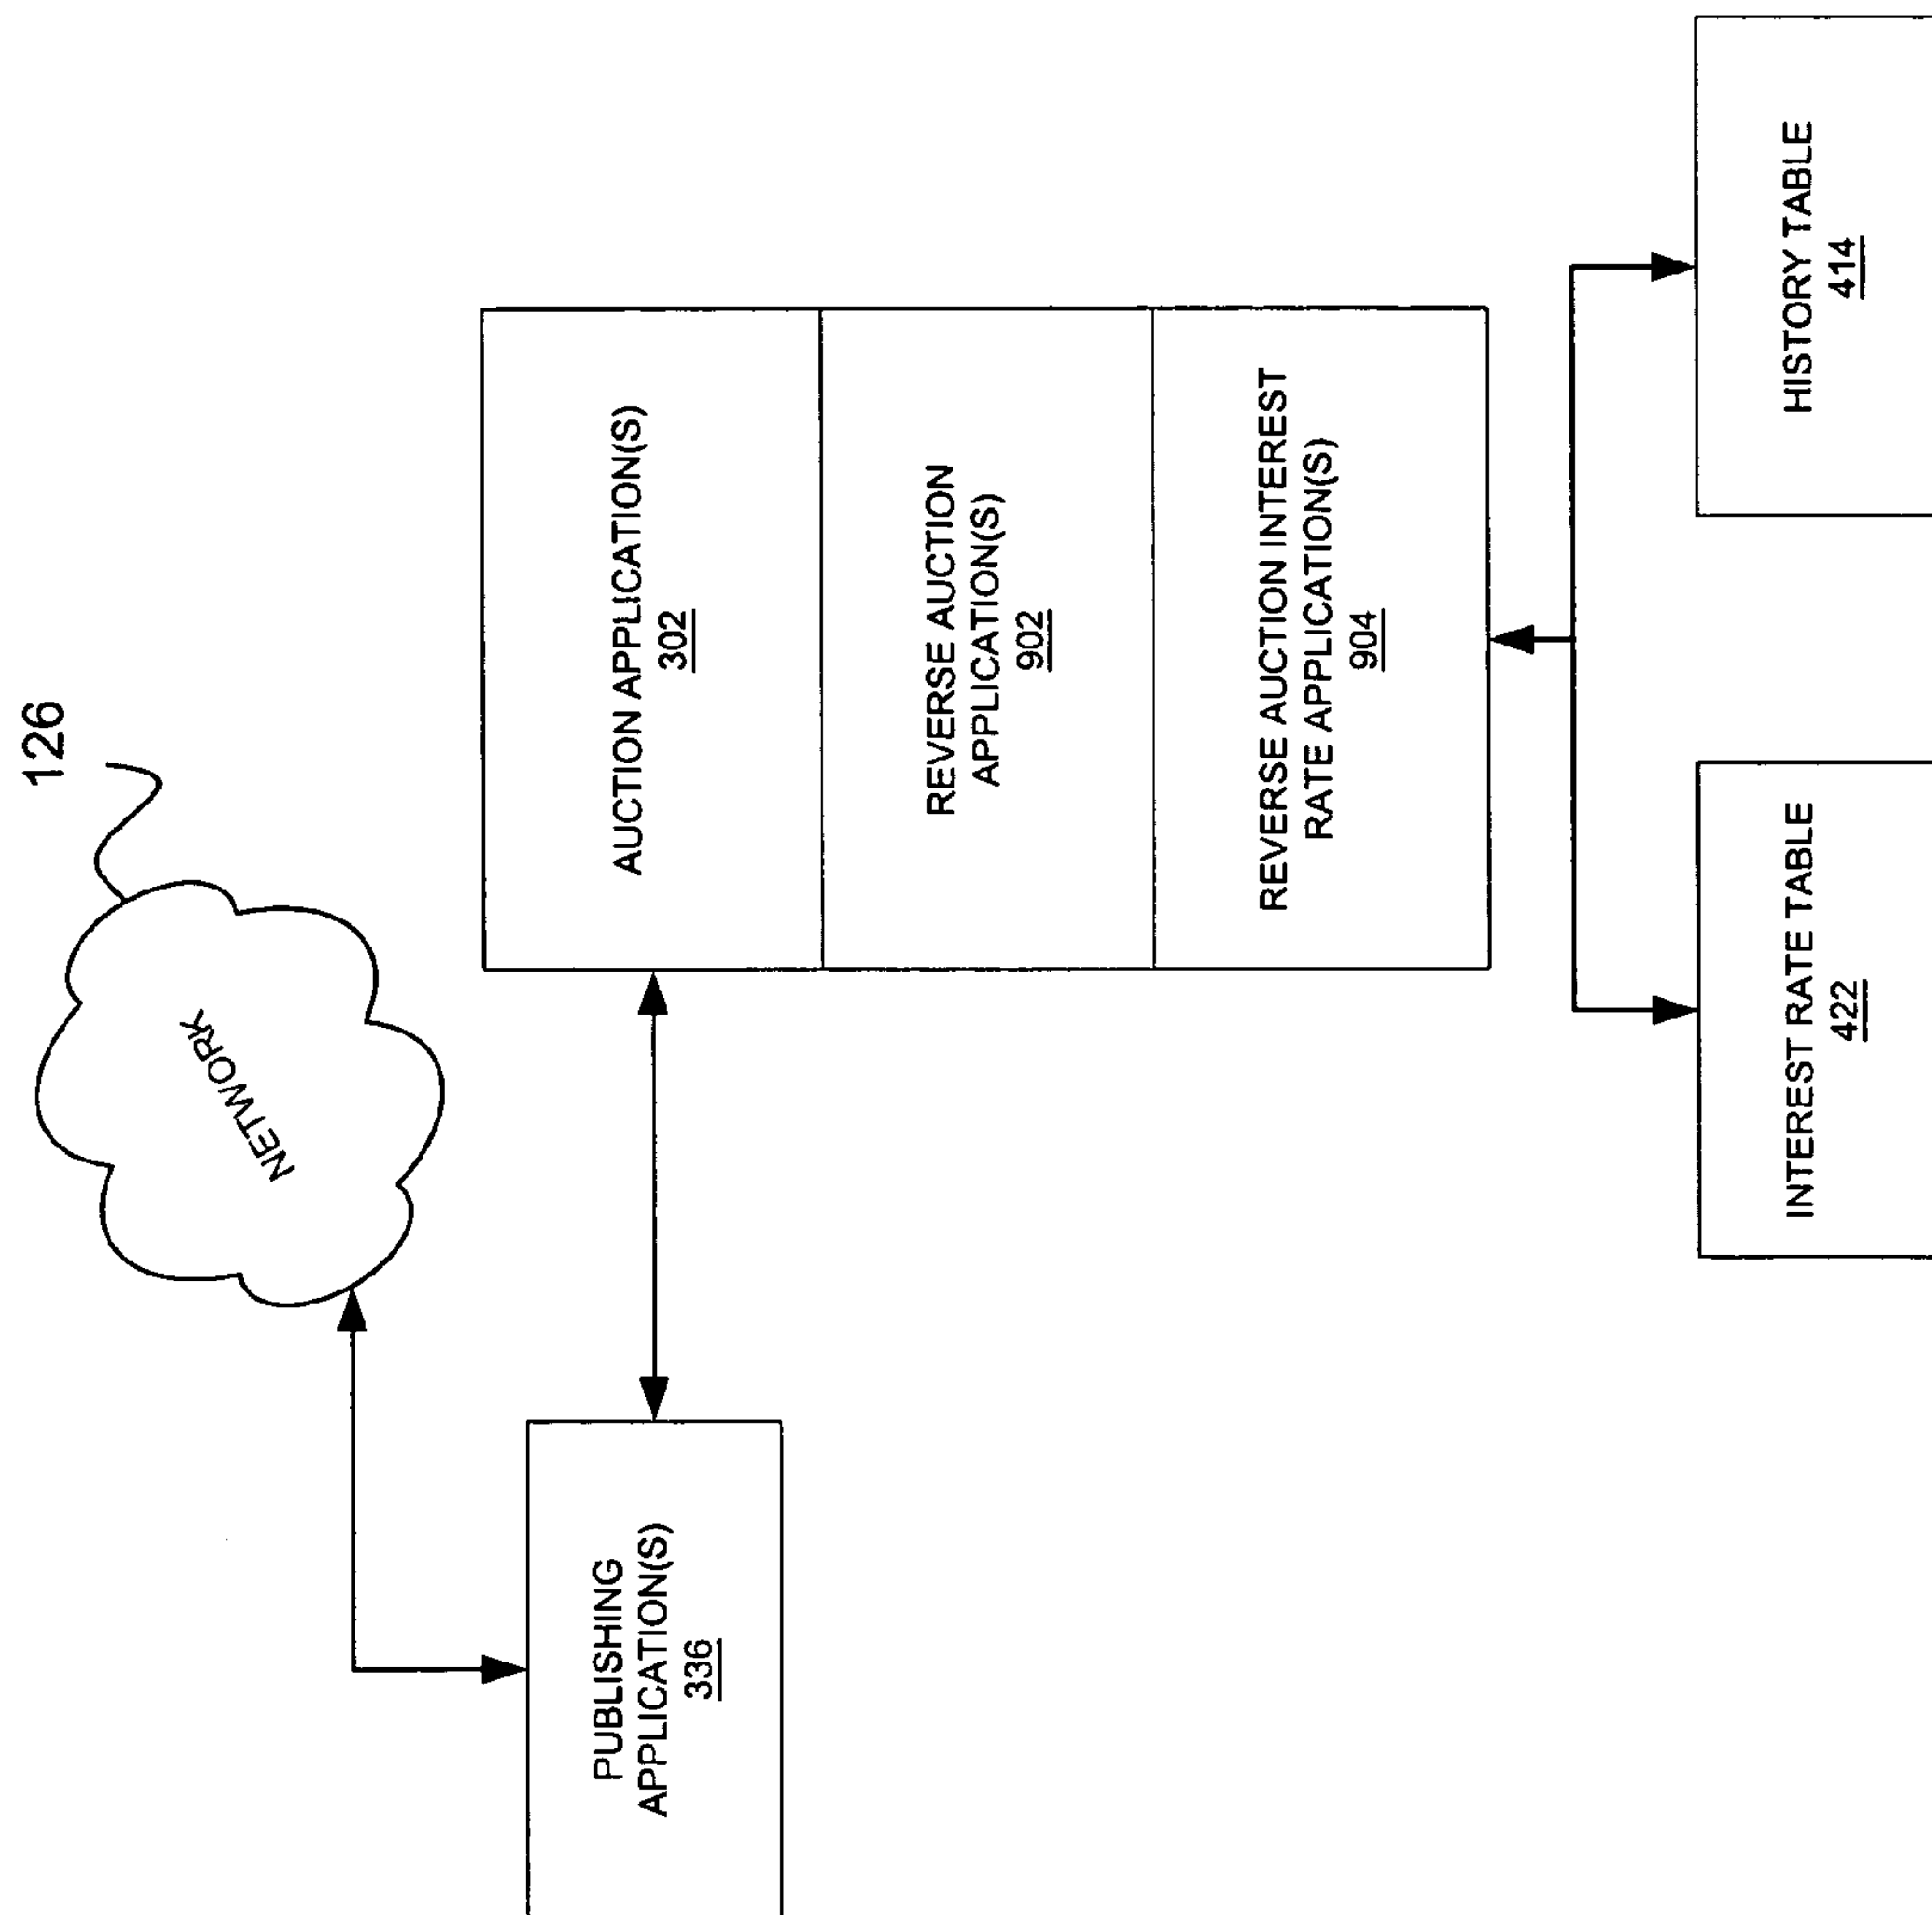 126
NETWORK
PUBLISHING
APPLICATION(S)
336
AUCTION APPLICATION(S)
302
REVERSE AUCTION
APPLICATION(S)
902
REVERSE AUCTION INTEREST
RATE APPLICATION(S)
904
INTEREST RATE TABLE
422
HISTORY TABLE
414